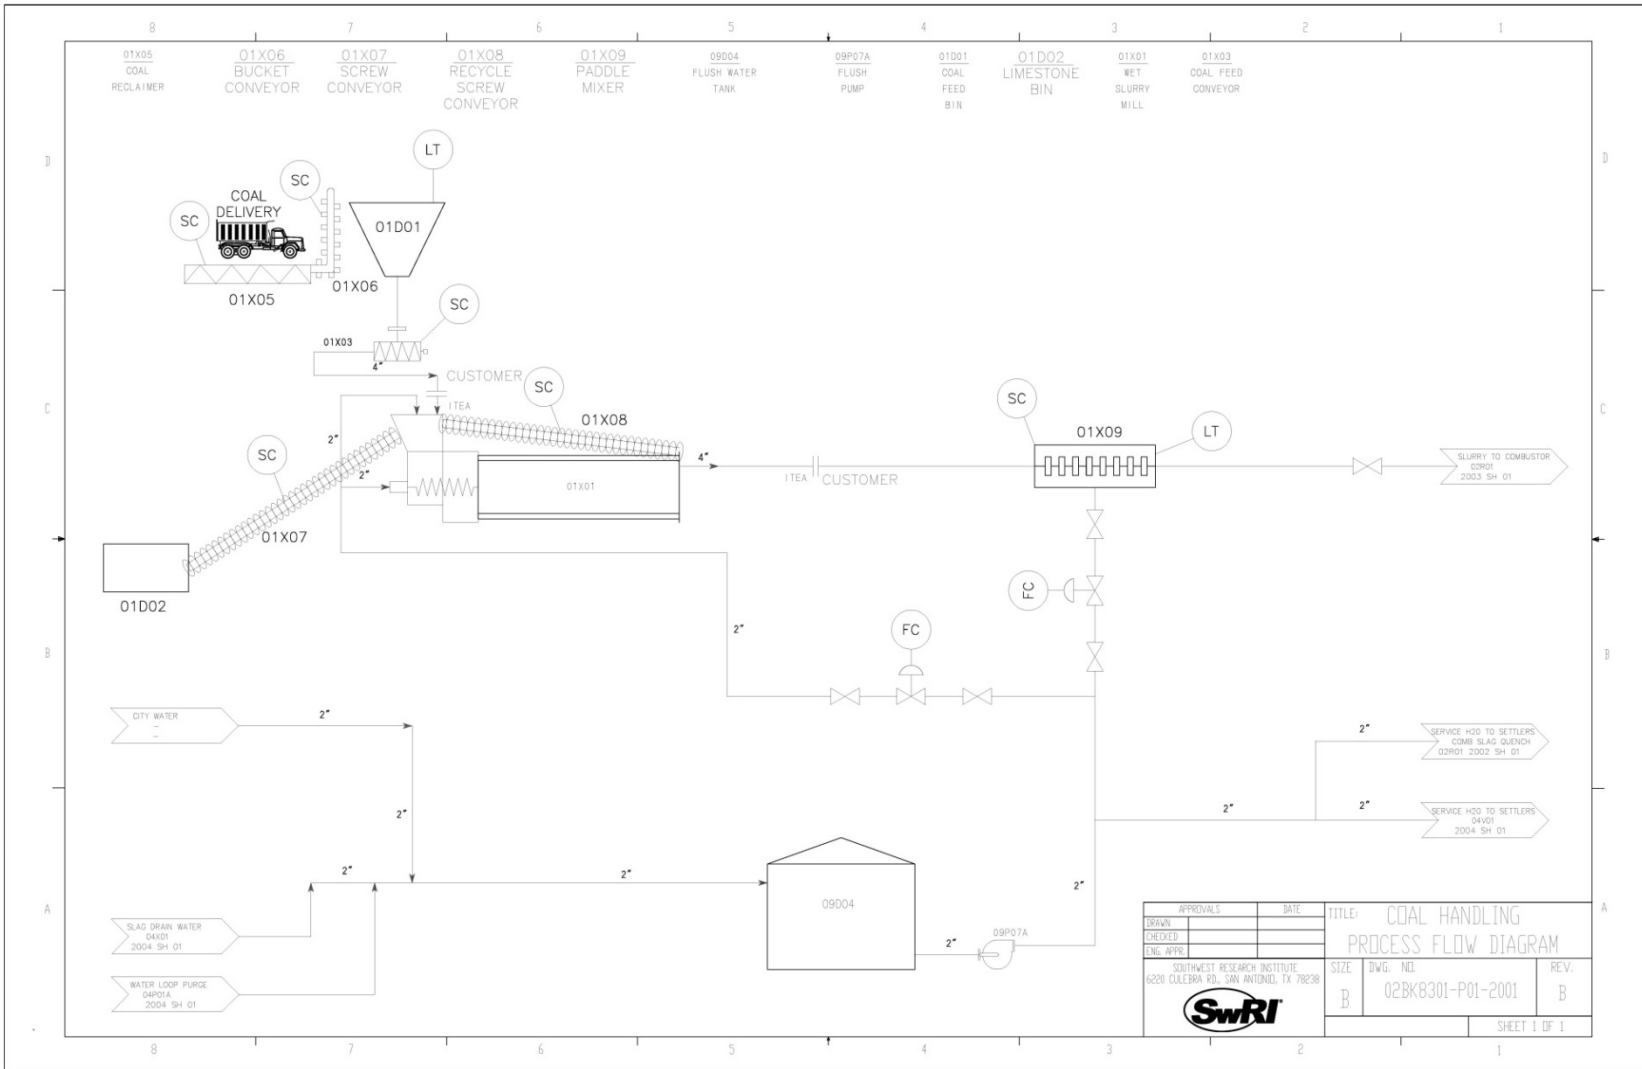 8 7 6 5 4 3 2 1
01X05
COAL
RECLAIMER
01X06
BUCKET
CONVEYOR
01X07
SCREW
CONVEYOR
01X08
RECYCLE
SCREW
CONVEYOR
01X09
PADDLE
MIXER
09D04
FLUSH WATER
TANK
09P07A
FLUSH
PUMP
01D01
COAL
FEED
BIN
01D02
LIMESTONE
BIN
01X01
WET
SLURRY
MILL
01X03
COAL FEED
CONVEYOR
D
D
LT
SC
SC
COAL
DELIVERY
01D01
01X05
01X06
SC
01X03
4"
CUSTOMER
ITEA
SC
01X08
SC
01X09
LT
C
C
2"
SC
2"
01X07
01X01
4"
ITEA
CUSTOMER
SLURRY TO COMBUSTOR
02R01
2003 SH 01
01D02
FC
FC
2"
B
B
CITY WATER
-
-
2"
2"
2"
SERVICE H2O TO SETTLERS
COMB SLAG QUENCH
02R01 2002 SH 01
2"
2"
SERVICE H2O TO SETTLERS
04V01
2004 SH 01
2"
2"
09D04
2"
A
A
SLAG DRAIN WATER
04X01
2004 SH 01
09P07A
2"
WATER LOOP PURGE
04P01A
2004 SH 01
APPROVALS DATE
DRAWN
CHECKED
ENG. APPR.
TITLE: COAL HANDLING
PROCESS FLOW DIAGRAM
SOUTHWEST RESEARCH INSTITUTE
6220 CULEBRA RD., SAN ANTONIO, TX 78238
SwRI
SIZE
B
DWG. NO.
02BK8301-P01-2001
REV.
B
SHEET 1 OF 1
8 7 6 5 4 3 2 1